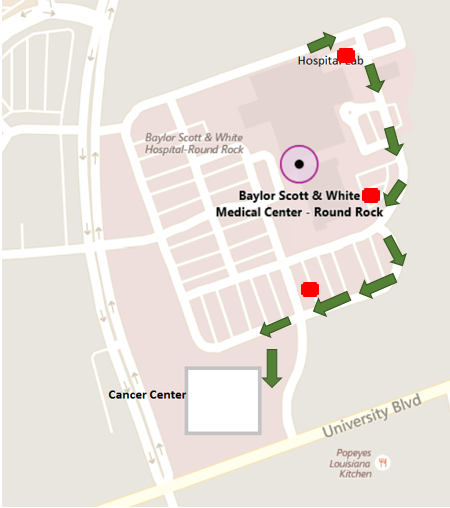 Hospital Lab
Baylor Scott & White
Hospital-Round Rock
Baylor Scott & White
Medical Center - Round Rock
Cancer Center
University Blvd
Popeyes
Louisiana
Kitchen